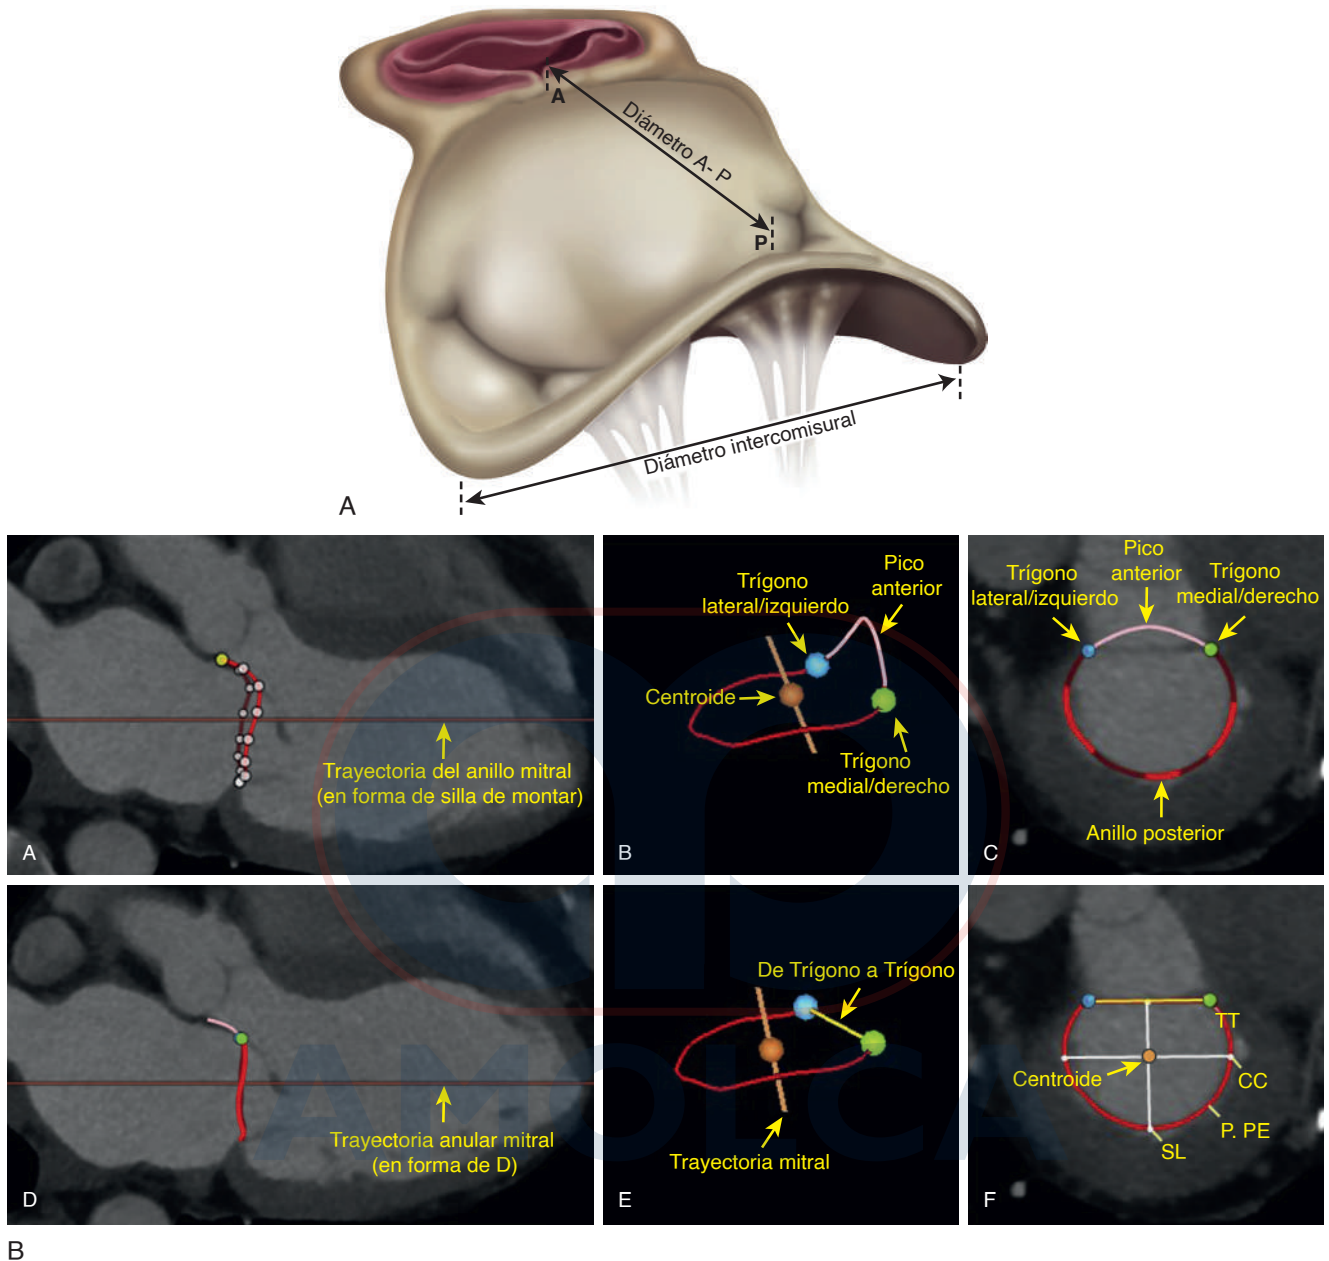 A
Diámetro A- P
P
Diámetro intercomisural
A
Trayectoria del anillo mitral
(en forma de silla de montar)
A
Trígono
lateral/izquierdo
Pico
anterior
Centroide
Trígono
medial/derecho
B
Trígono
lateral/izquierdo
Pico
anterior
Trígono
medial/derecho
Anillo posterior
C
Trayectoria anular mitral
(en forma de D)
D
De Trígono a Trígono
Trayectoria mitral
E
TT
Centroide
CC
P. PE
SL
F
B
AMOLCA